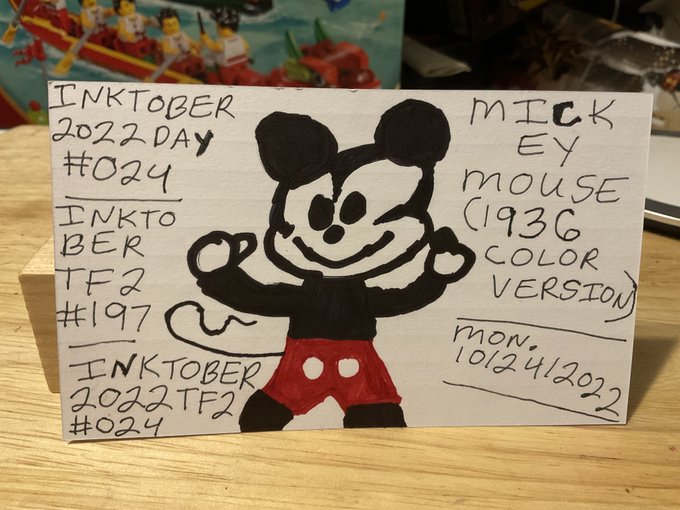 INKTOBER
2022 DAY
#024
INKTO
BER
TF2
#197
INKTOBER
2022 TF2
#024
MICK
EY
MOUSE
(1936
COLOR
VERSION)
MON.
10/24/2022